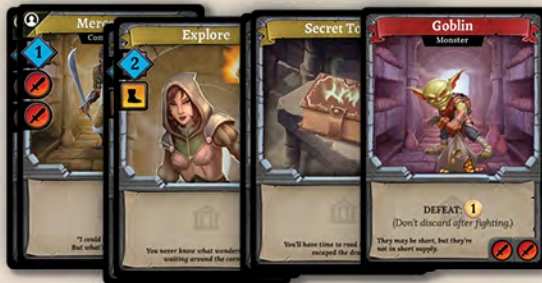 Merc
Com
1
"I could
But what'
Explore
2
You never know what wonder
waiting around the corn
Secret To
You'll have time to read
escaped the dra
Goblin
Monster
DEFEAT: 1
(Don't discard after fighting.)
They may be short, but they're
not in short supply.